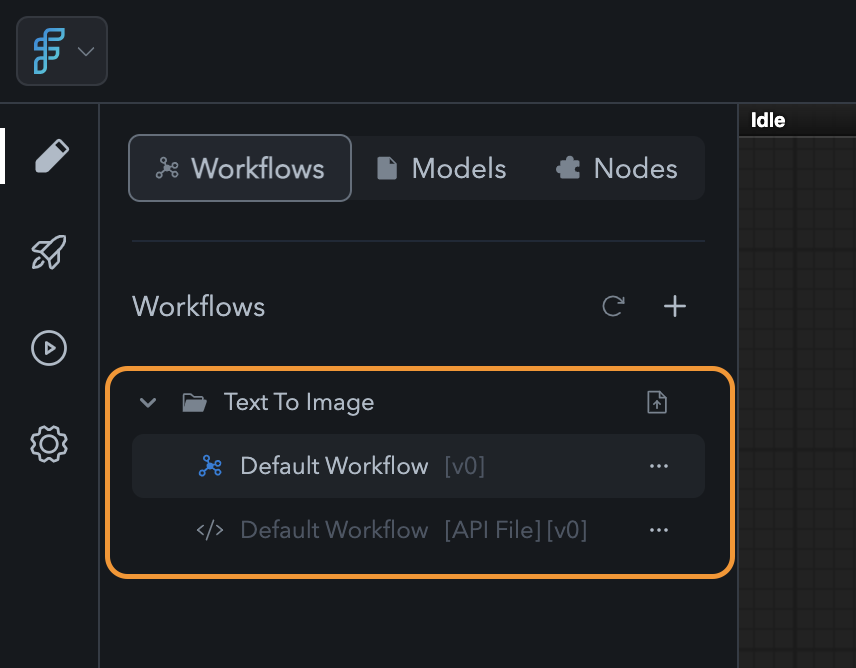 Idle
Workflows Models Nodes
Workflows
Text To Image
Default Workflow [v0]
Default Workflow [API File] [v0]